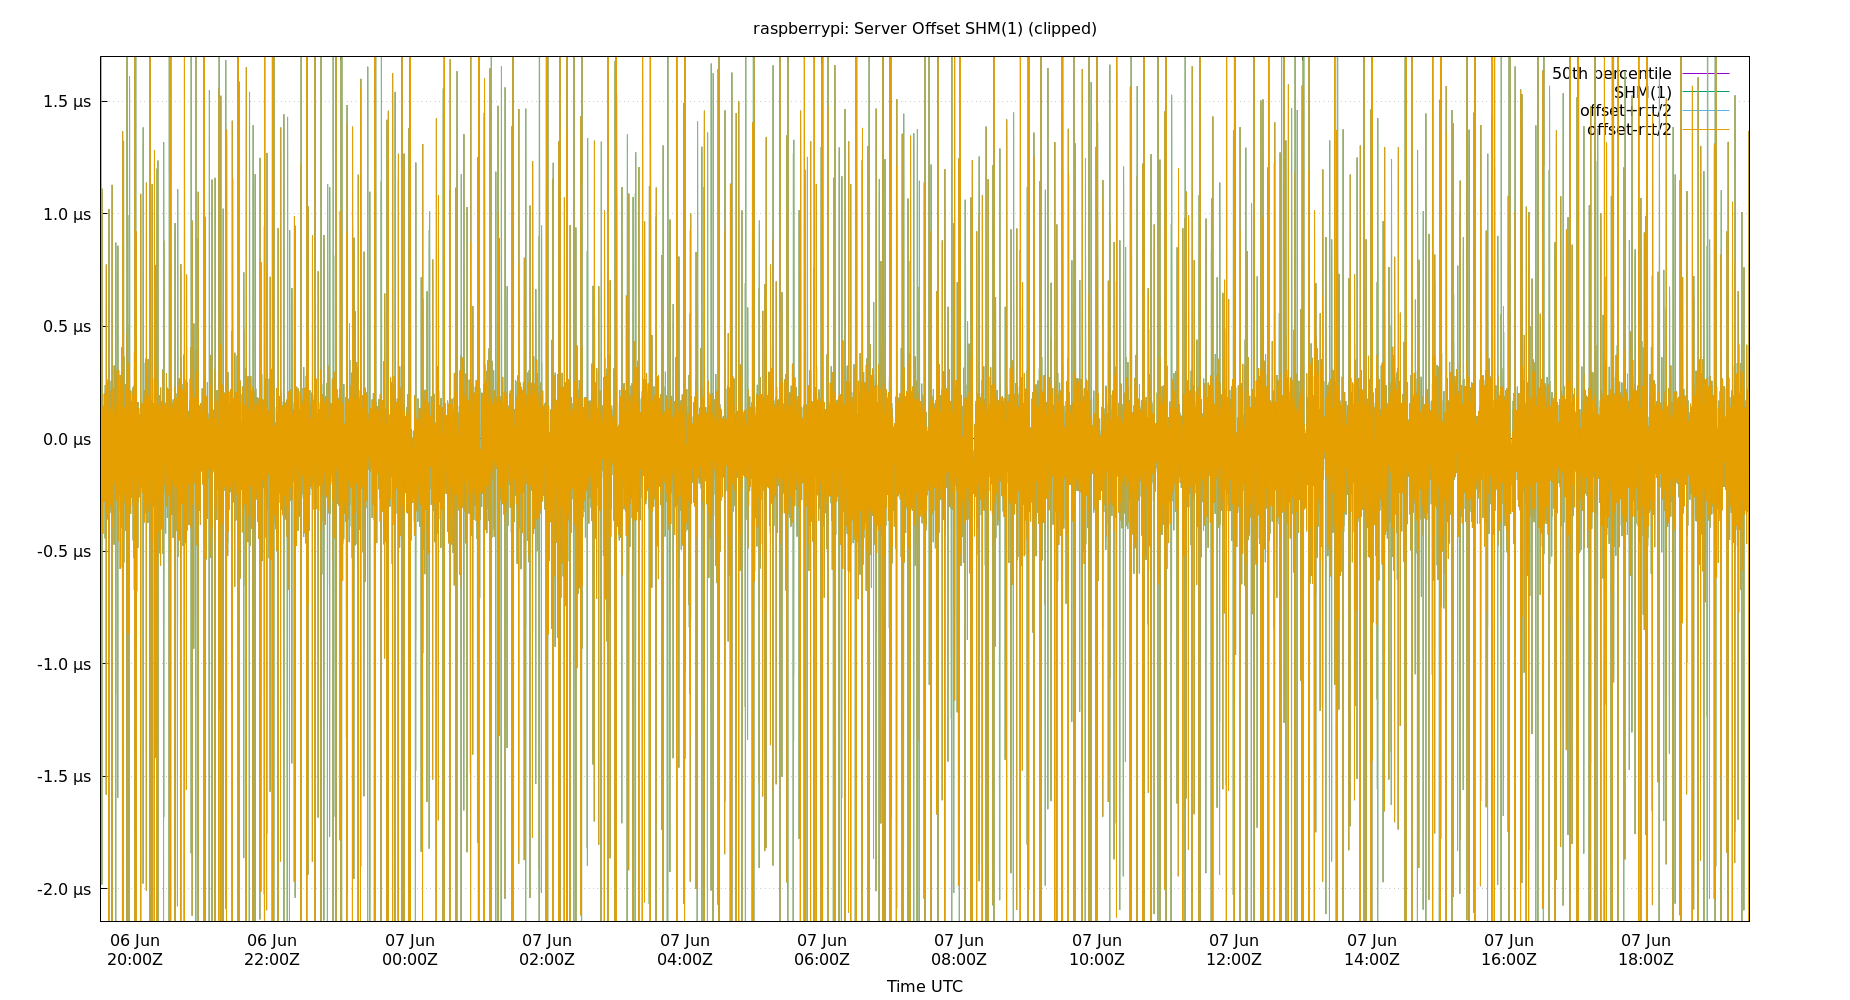 raspberrypi: Server Offset SHM(1) (clipped)
50th percentile
SHM(1)
offset+rtt/2
offset-rtt/2
1.5 µs
1.0 µs
0.5 µs
0.0 µs
-0.5 µs
-1.0 µs
-1.5 µs
-2.0 µs
06 Jun 06 Jun 07 Jun 07 Jun 07 Jun 07 Jun 07 Jun 07 Jun 07 Jun 07 Jun 07 Jun 07 Jun
20:00Z 22:00Z 00:00Z 02:00Z 04:00Z 06:00Z 08:00Z 10:00Z 12:00Z 14:00Z 16:00Z 18:00Z
Time UTC